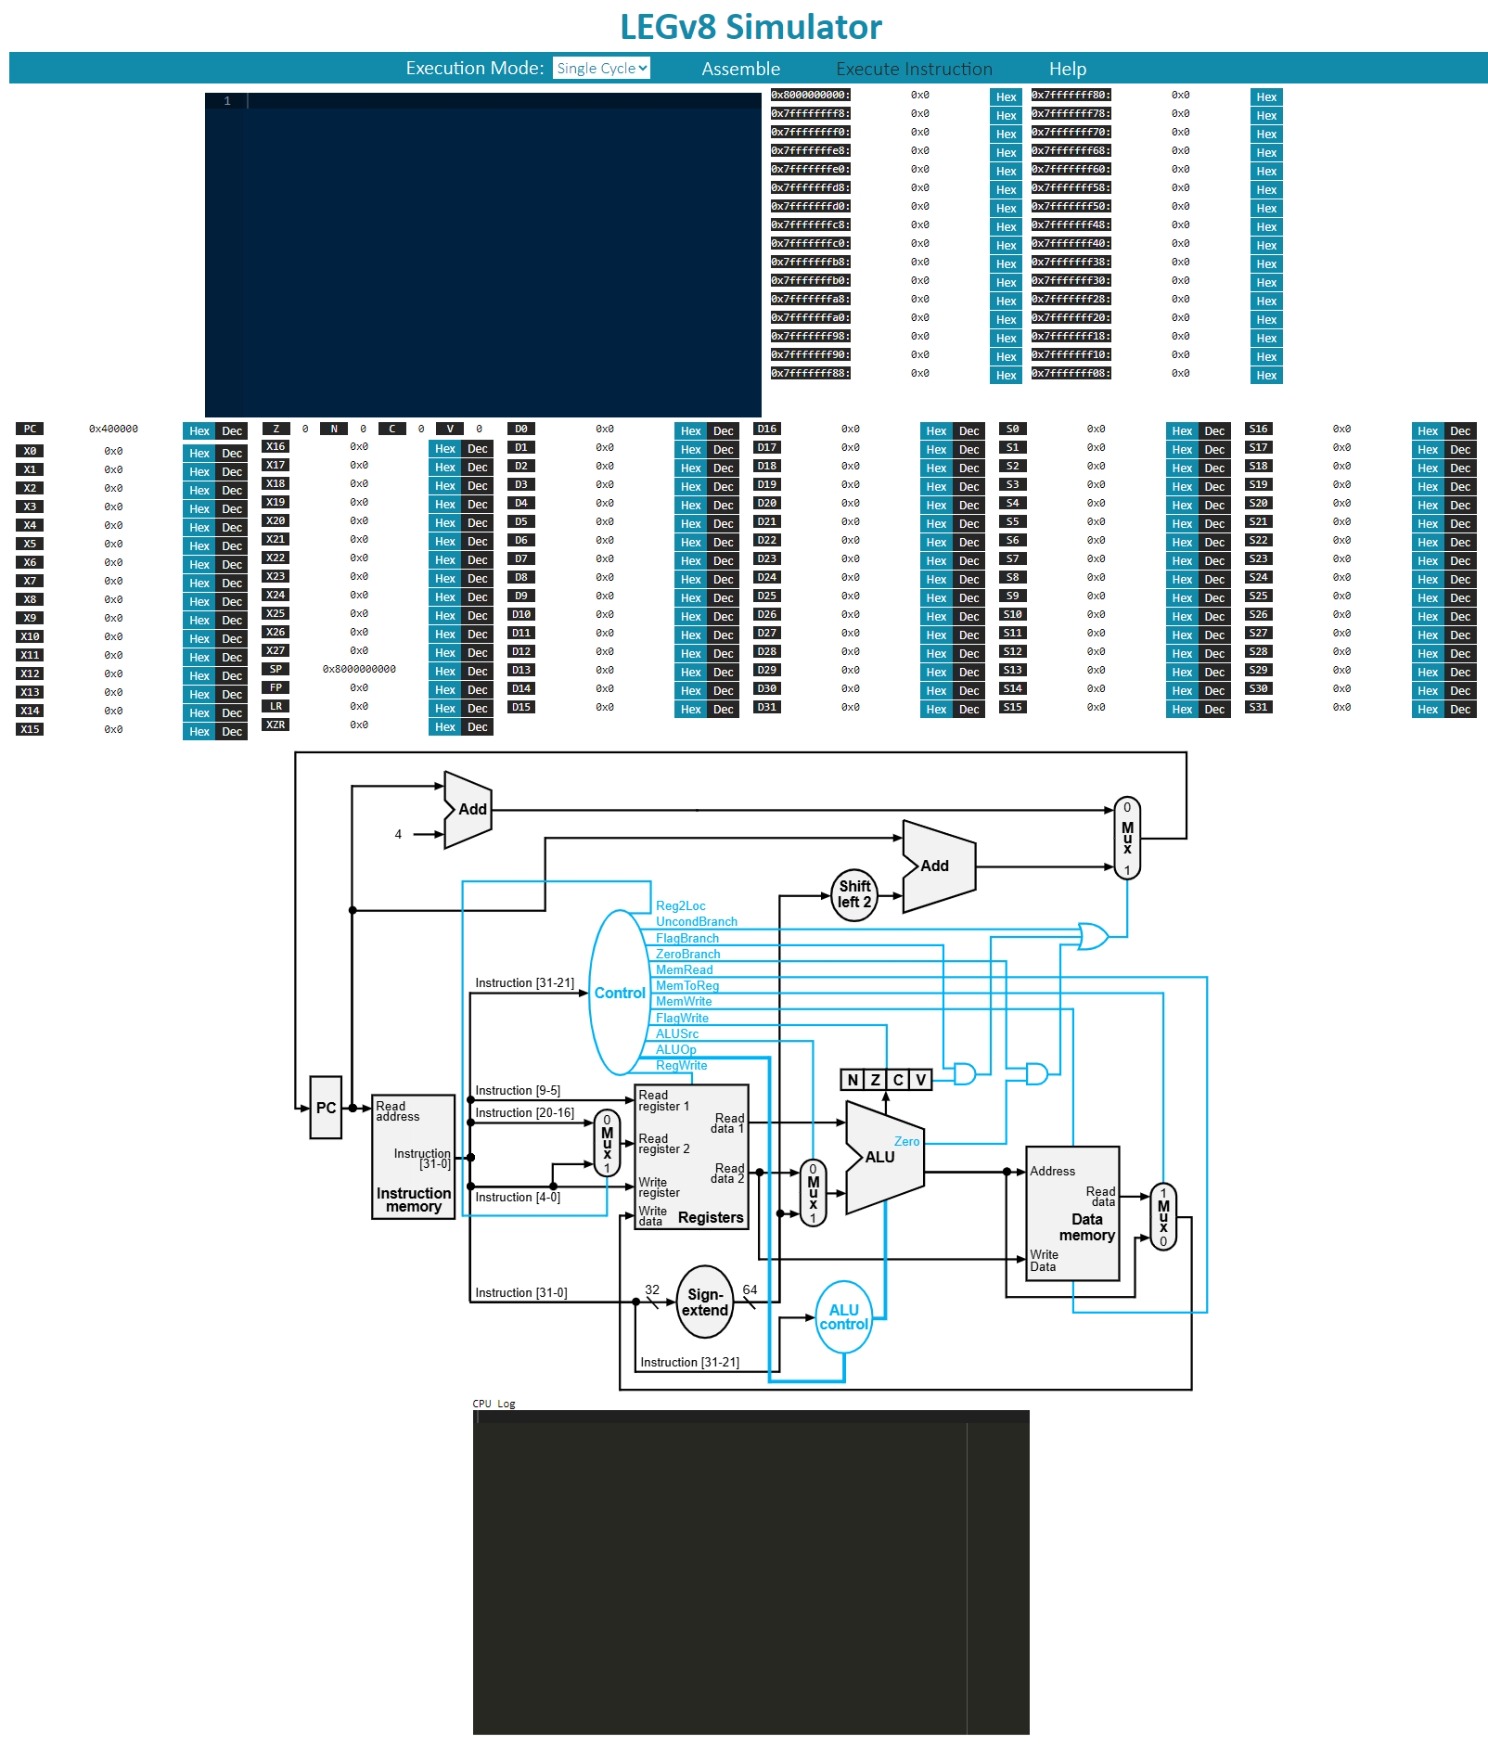 LEGv8 Simulator
Execution Mode: Single Cycle Assemble Execute Instruction Help
1
0x8000000000: 0x0 Hex 0x7fffffff80: 0x0 Hex
0x7ffffffff8: 0x0 Hex 0x7fffffff78: 0x0 Hex
0x7ffffffff0: 0x0 Hex 0x7fffffff70: 0x0 Hex
0x7fffffffe8: 0x0 Hex 0x7fffffff68: 0x0 Hex
0x7fffffffe0: 0x0 Hex 0x7fffffff60: 0x0 Hex
0x7fffffffd8: 0x0 Hex 0x7fffffff58: 0x0 Hex
0x7fffffffd0: 0x0 Hex 0x7fffffff50: 0x0 Hex
0x7fffffffc8: 0x0 Hex 0x7fffffff48: 0x0 Hex
0x7fffffffc0: 0x0 Hex 0x7fffffff40: 0x0 Hex
0x7fffffffb8: 0x0 Hex 0x7fffffff38: 0x0 Hex
0x7fffffffb0: 0x0 Hex 0x7fffffff30: 0x0 Hex
0x7fffffffa8: 0x0 Hex 0x7fffffff28: 0x0 Hex
0x7fffffffa0: 0x0 Hex 0x7fffffff20: 0x0 Hex
0x7fffffff98: 0x0 Hex 0x7fffffff18: 0x0 Hex
0x7fffffff90: 0x0 Hex 0x7fffffff10: 0x0 Hex
0x7fffffff88: 0x0 Hex 0x7fffffff08: 0x0 Hex
PC 0x400000 Hex Dec Z 0 N 0 C 0 V 0 D0 0x0 Hex Dec D16 0x0 Hex Dec S0 0x0 Hex Dec S16 0x0 Hex Dec
X0 0x0 Hex Dec X16 0x0 Hex Dec D1 0x0 Hex Dec D17 0x0 Hex Dec S1 0x0 Hex Dec S17 0x0 Hex Dec
X1 0x0 Hex Dec X17 0x0 Hex Dec D2 0x0 Hex Dec D18 0x0 Hex Dec S2 0x0 Hex Dec S18 0x0 Hex Dec
X2 0x0 Hex Dec X18 0x0 Hex Dec D3 0x0 Hex Dec D19 0x0 Hex Dec S3 0x0 Hex Dec S19 0x0 Hex Dec
X3 0x0 Hex Dec X19 0x0 Hex Dec D4 0x0 Hex Dec D20 0x0 Hex Dec S4 0x0 Hex Dec S20 0x0 Hex Dec
X4 0x0 Hex Dec X20 0x0 Hex Dec D5 0x0 Hex Dec D21 0x0 Hex Dec S5 0x0 Hex Dec S21 0x0 Hex Dec
X5 0x0 Hex Dec X21 0x0 Hex Dec D6 0x0 Hex Dec D22 0x0 Hex Dec S6 0x0 Hex Dec S22 0x0 Hex Dec
X6 0x0 Hex Dec X22 0x0 Hex Dec D7 0x0 Hex Dec D23 0x0 Hex Dec S7 0x0 Hex Dec S23 0x0 Hex Dec
X7 0x0 Hex Dec X23 0x0 Hex Dec D8 0x0 Hex Dec D24 0x0 Hex Dec S8 0x0 Hex Dec S24 0x0 Hex Dec
X8 0x0 Hex Dec X24 0x0 Hex Dec D9 0x0 Hex Dec D25 0x0 Hex Dec S9 0x0 Hex Dec S25 0x0 Hex Dec
X9 0x0 Hex Dec X25 0x0 Hex Dec D10 0x0 Hex Dec D26 0x0 Hex Dec S10 0x0 Hex Dec S26 0x0 Hex Dec
X10 0x0 Hex Dec X26 0x0 Hex Dec D11 0x0 Hex Dec D27 0x0 Hex Dec S11 0x0 Hex Dec S27 0x0 Hex Dec
X11 0x0 Hex Dec X27 0x0 Hex Dec D12 0x0 Hex Dec D28 0x0 Hex Dec S12 0x0 Hex Dec S28 0x0 Hex Dec
X12 0x0 Hex Dec SP 0x8000000000 Hex Dec D13 0x0 Hex Dec D29 0x0 Hex Dec S13 0x0 Hex Dec S29 0x0 Hex Dec
X13 0x0 Hex Dec FP 0x0 Hex Dec D14 0x0 Hex Dec D30 0x0 Hex Dec S14 0x0 Hex Dec S30 0x0 Hex Dec
X14 0x0 Hex Dec LR 0x0 Hex Dec D15 0x0 Hex Dec D31 0x0 Hex Dec S15 0x0 Hex Dec S31 0x0 Hex Dec
X15 0x0 Hex Dec XZR 0x0 Hex Dec
Add
4
0
Mux
1
Add
Shift
left 2
Reg2Loc
UncondBranch
FlagBranch
ZeroBranch
MemRead
MemToReg
MemWrite
FlagWrite
ALUSrc
ALUOp
RegWrite
Instruction [31-21]
Control
N Z C V
PC
Read
address
Instruction
[31-0]
Instruction
memory
Instruction [9-5]
Instruction [20-16]
Instruction [4-0]
0
Mux
1
Read
register 1
Read
register 2
Write
register
Write
data
Read
data 1
Read
data 2
Registers
0
Mux
1
Zero
ALU
Address
Read
data
Data
memory
Write
Data
1
Mux
0
Instruction [31-0]
32
Sign-
extend
64
ALU
control
Instruction [31-21]
CPU Log